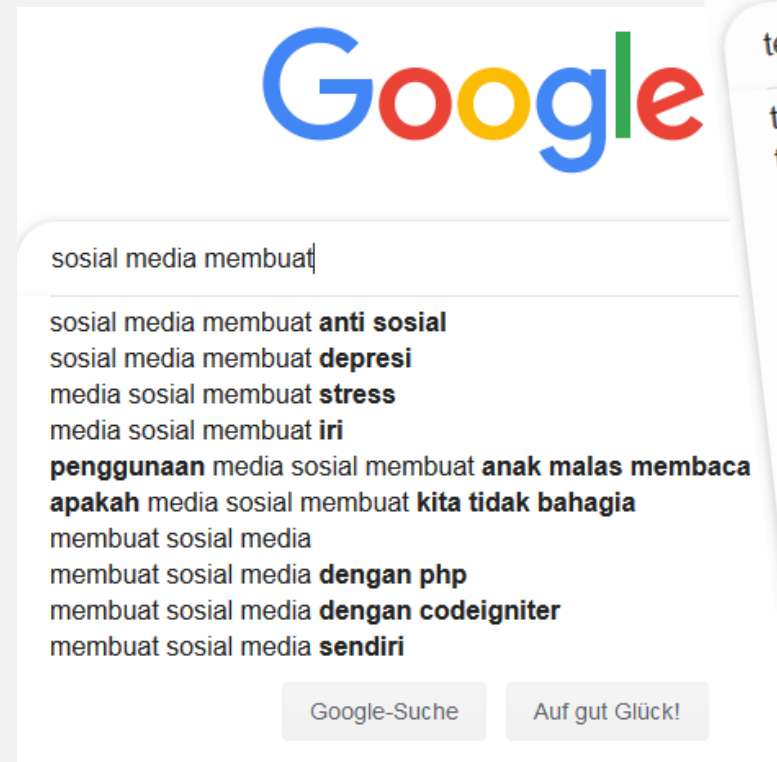 Google
sosial media membuat
sosial media membuat anti sosial
sosial media membuat depresi
media sosial membuat stress
media sosial membuat iri
penggunaan media sosial membuat anak malas membaca
apakah media sosial membuat kita tidak bahagia
membuat sosial media
membuat sosial media dengan php
membuat sosial media dengan codeigniter
membuat sosial media sendiri
Google-Suche
Auf gut Glück!